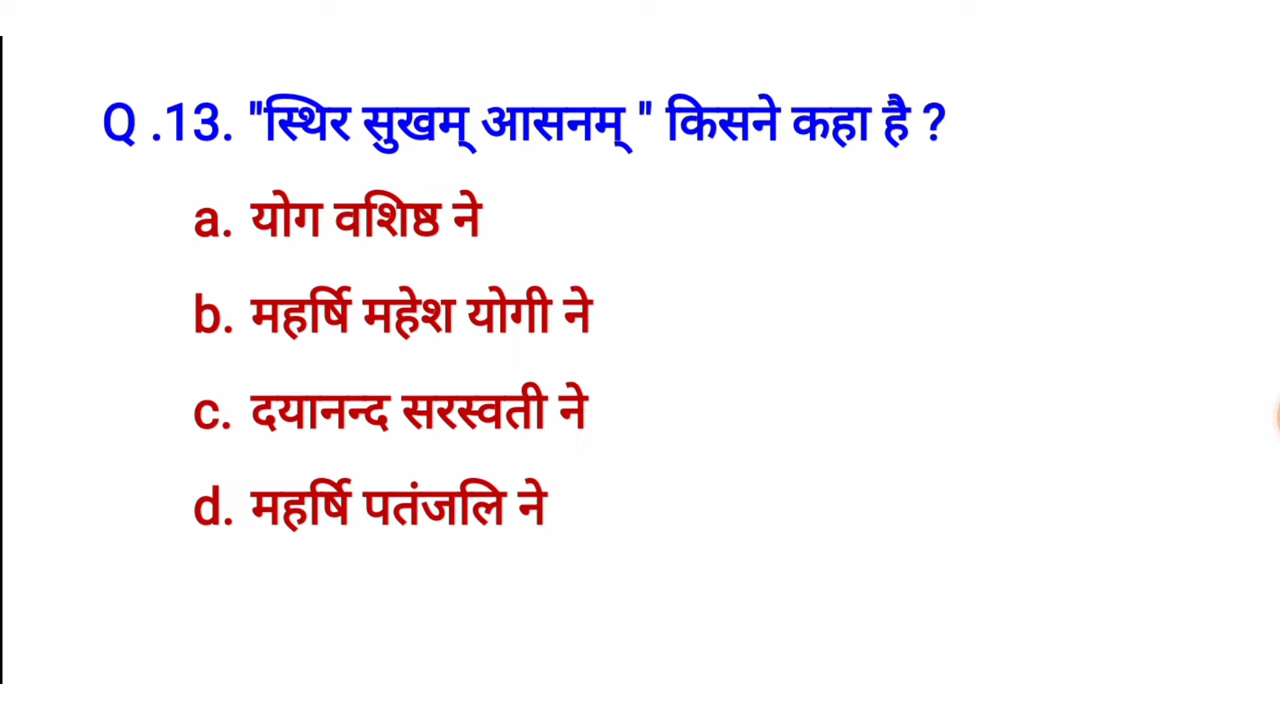 Q .13. "स्थिर सुखम् आसनम् " किसने कहा है ?
a. योग वशिष्ठ ने
b. महर्षि महेश योगी ने
c. दयानन्द सरस्वती ने
d. महर्षि पतंजलि ने